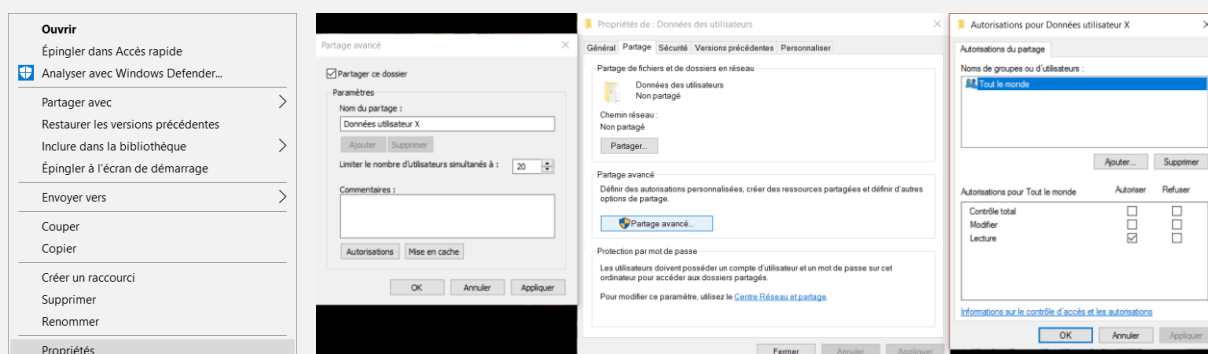 Ouvrir
Épingler dans Accès rapide
Analyser avec Windows Defender...
Partager avec
Restaurer les versions précédentes
Inclure dans la bibliothèque
Épingler à l'écran de démarrage
Envoyer vers
Couper
Copier
Créer un raccourci
Supprimer
Renommer
Propriétés
Partage avancé
Partager ce dossier
Paramètres
Nom du partage :
Données utilisateur X
Ajouter Supprimer
Limiter le nombre d'utilisateurs simultanés à : 20
Commentaires :
Autorisations Mise en cache
OK Annuler Appliquer
Propriétés de : Données des utilisateurs
Général Partage Sécurité Versions précédentes Personnaliser
Partage de fichiers et de dossiers en réseau
Données des utilisateurs
Non partagé
Chemin réseau :
Non partagé
Partager...
Partage avancé
Définir des autorisations personnalisées, créer des ressources partagées et définir d'autres
options de partage.
Partage avancé...
Protection par mot de passe
Les utilisateurs doivent posséder un compte d'utilisateur et un mot de passe sur cet
ordinateur pour accéder aux dossiers partagés.
Pour modifier ce paramètre, utilisez le Centre Réseau et partage.
Fermer Annuler Appliquer
Autorisations pour Données utilisateur X
Autorisations du partage
Noms de groupes ou d'utilisateurs :
Tout le monde
Ajouter... Supprimer
Autorisations pour Tout le monde Autoriser Refuser
Contrôle total
Modifier
Lecture
Informations sur le contrôle d'accès et les autorisations
OK Annuler Appliquer